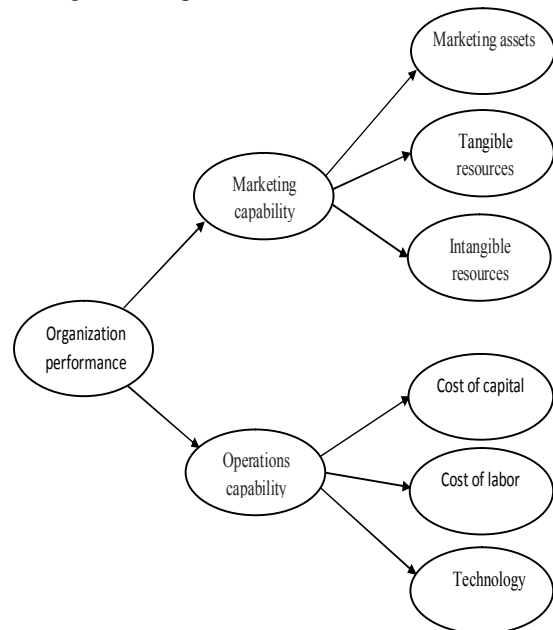 Marketing assets
Tangible
resources
Marketing
capability
Intangible
resources
Organization
performance
Cost of capital
Operations
capability
Cost of labor
Technology